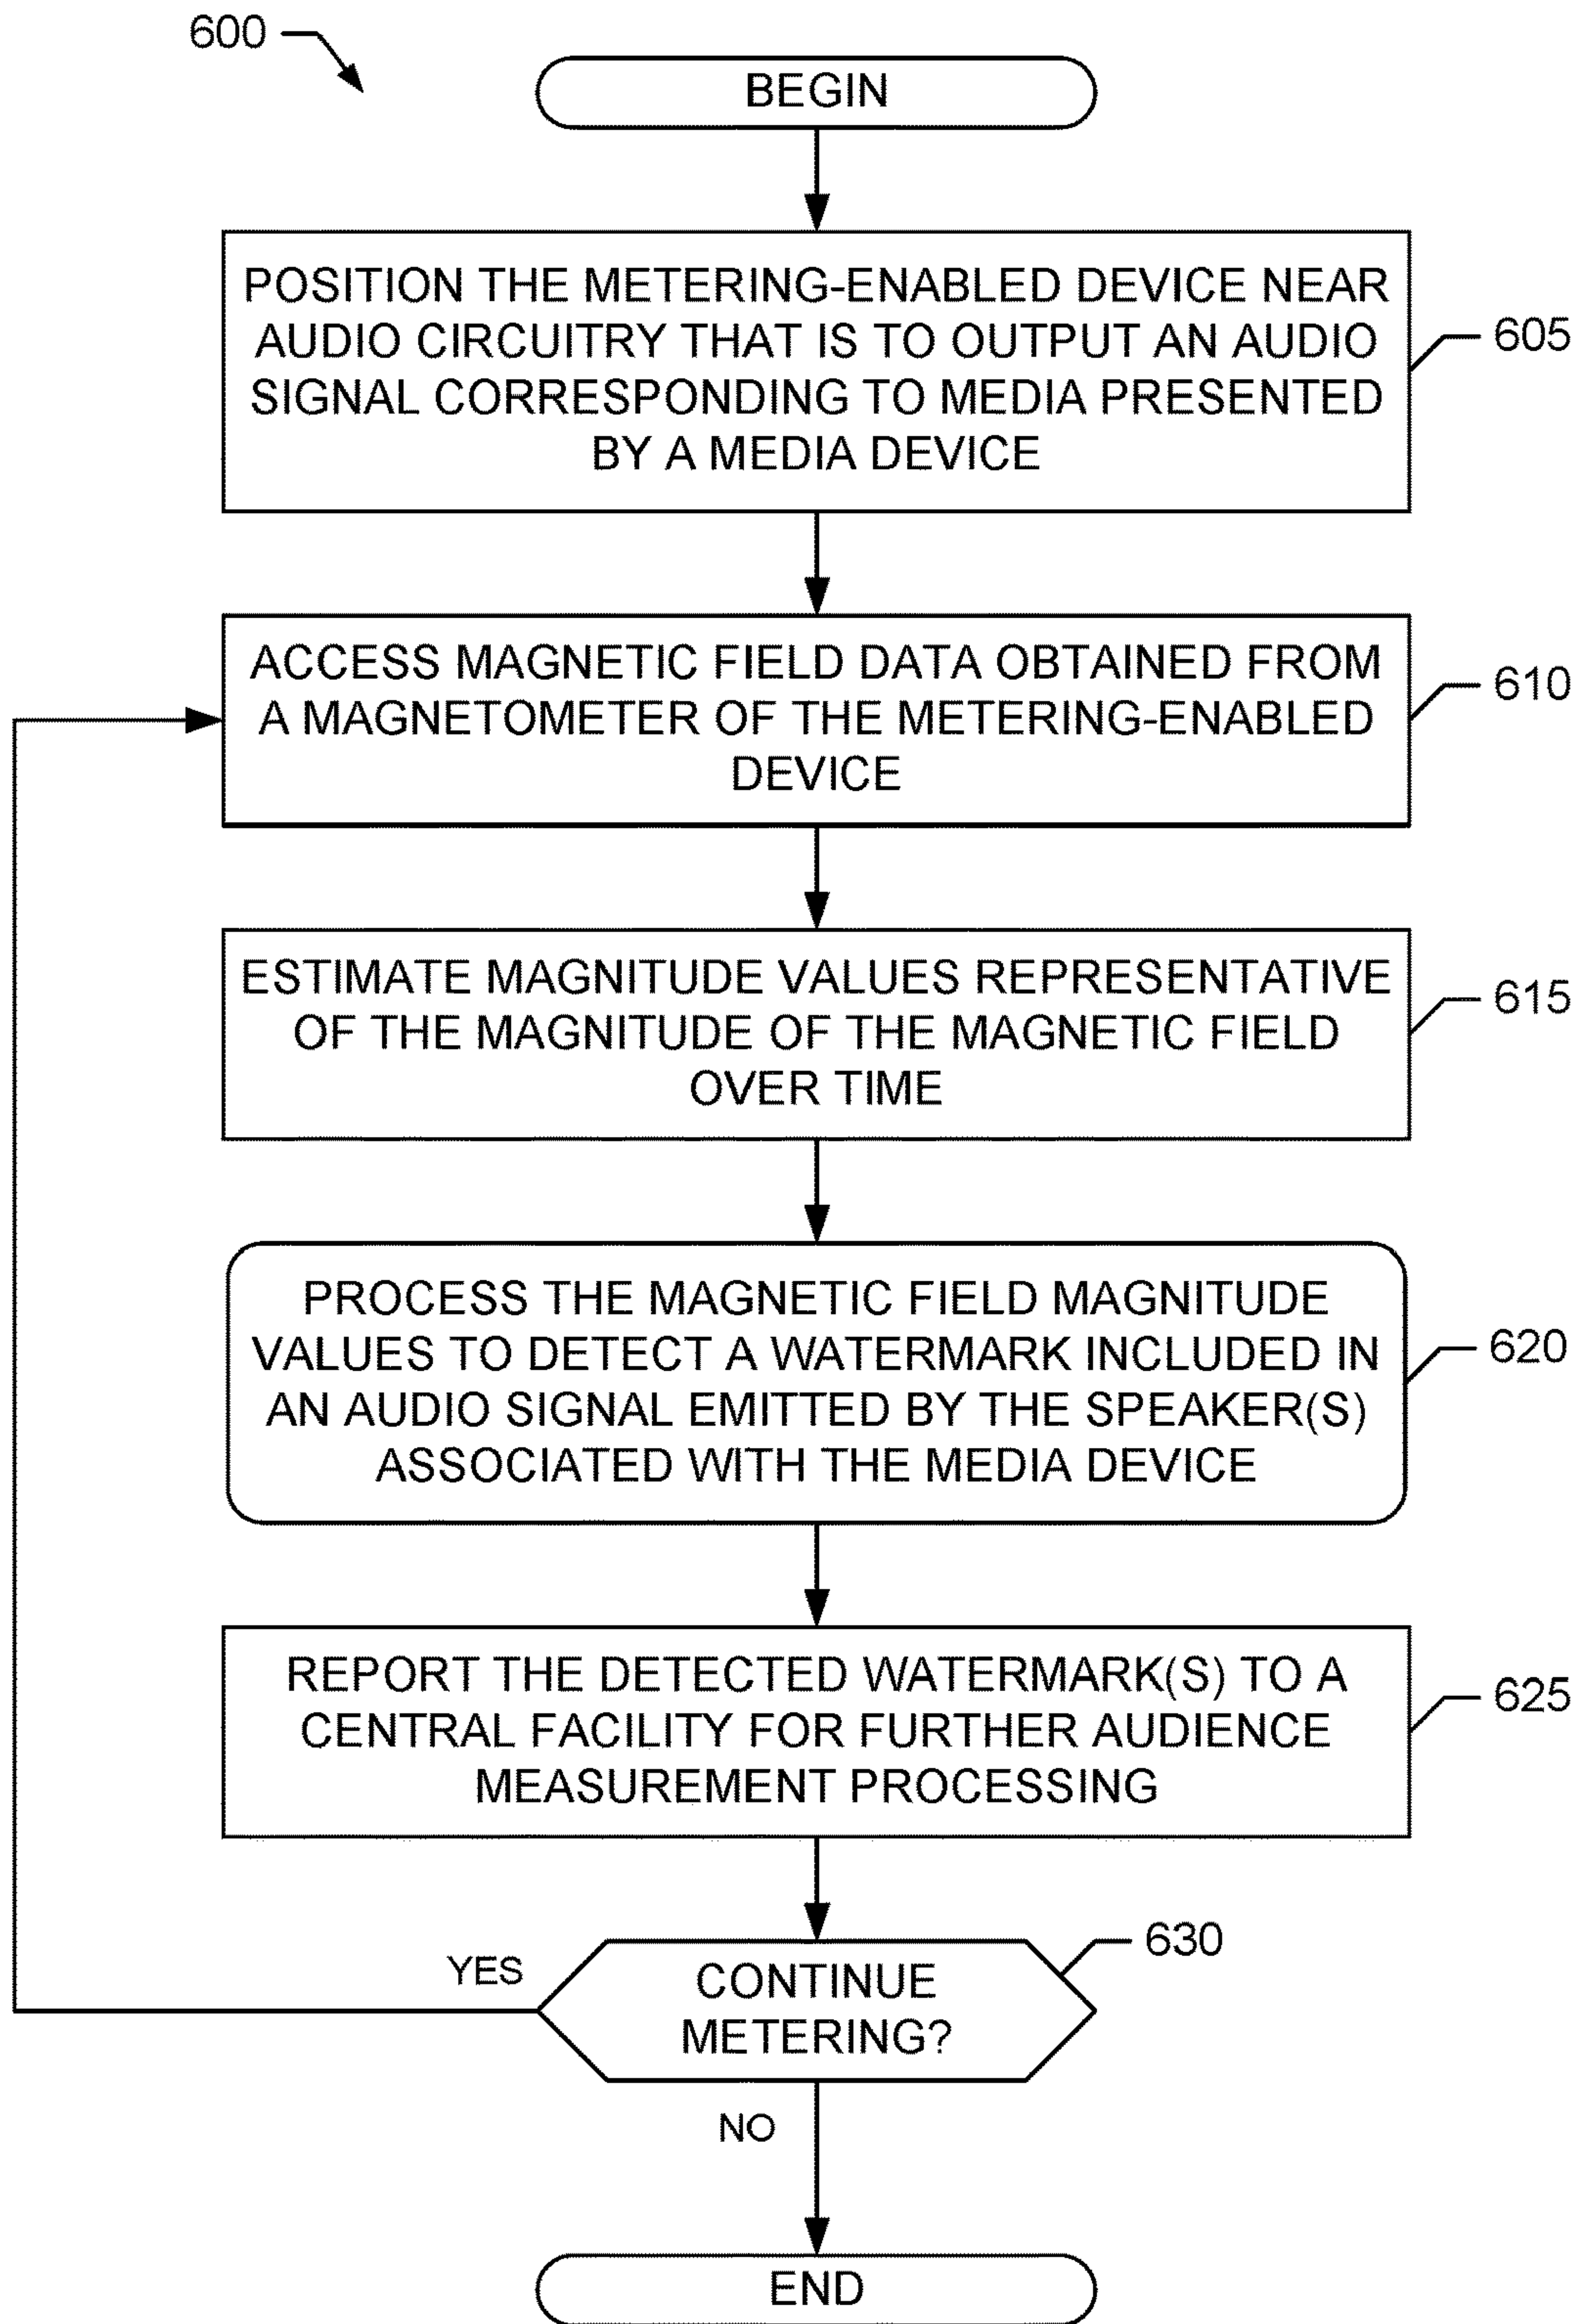 600
BEGIN
POSITION THE METERING-ENABLED DEVICE NEAR
AUDIO CIRCUITRY THAT IS TO OUTPUT AN AUDIO
SIGNAL CORRESPONDING TO MEDIA PRESENTED
BY A MEDIA DEVICE
605
ACCESS MAGNETIC FIELD DATA OBTAINED FROM
A MAGNETOMETER OF THE METERING-ENABLED
DEVICE
610
ESTIMATE MAGNITUDE VALUES REPRESENTATIVE
OF THE MAGNITUDE OF THE MAGNETIC FIELD
OVER TIME
615
PROCESS THE MAGNETIC FIELD MAGNITUDE
VALUES TO DETECT A WATERMARK INCLUDED IN
AN AUDIO SIGNAL EMITTED BY THE SPEAKER(S)
ASSOCIATED WITH THE MEDIA DEVICE
620
REPORT THE DETECTED WATERMARK(S) TO A
CENTRAL FACILITY FOR FURTHER AUDIENCE
MEASUREMENT PROCESSING
625
YES
CONTINUE
METERING?
630
NO
END